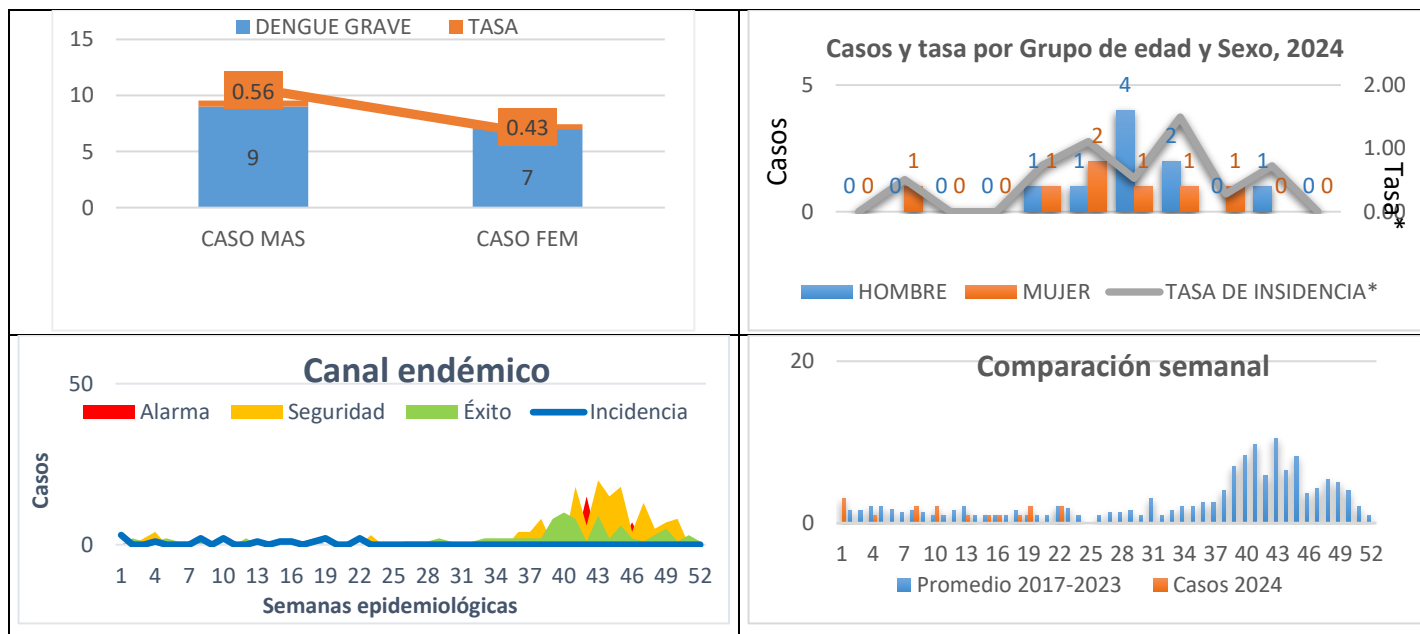 DENGUE GRAVE TASA
15
10
5
0
0.56
0.43
9
7
CASO MAS CASO FEM
Casos y tasa por Grupo de edad y Sexo, 2024
5
0
Casos
2.00
1.00
0.00
Tasa*
0 0 0 1 0 0 0 0 1 1 1 2 4 1 2 1 0 1 1 0 0 0
HOMBRE MUJER TASA DE INSIDENCIA*
Canal endémico
50
0
Alarma Seguridad Éxito Incidencia
Casos
1 4 7 10 13 16 19 22 25 28 31 34 37 40 43 46 49 52
Semanas epidemiológicas
Comparación semanal
20
0
1 4 7 10 13 16 19 22 25 28 31 34 37 40 43 46 49 52
Promedio 2017-2023 Casos 2024